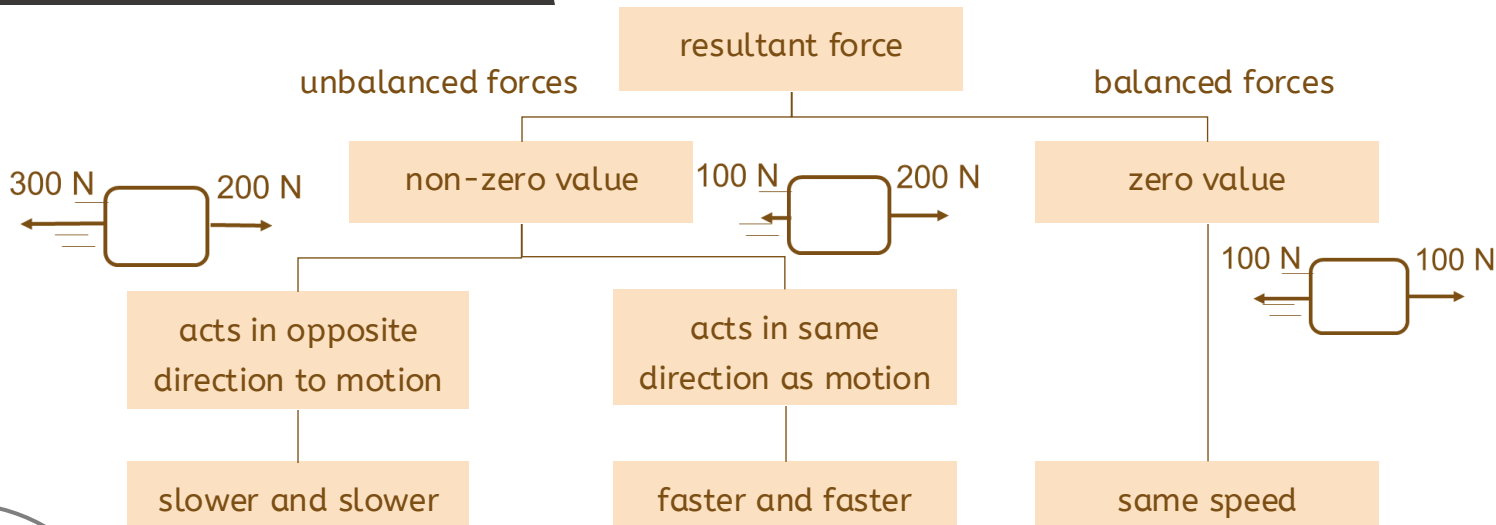 resultant force
unbalanced forces
balanced forces
300 N
200 N
non-zero value
100 N
200 N
zero value
100 N
100 N
acts in opposite
direction to motion
acts in same
direction as motion
slower and slower
faster and faster
same speed